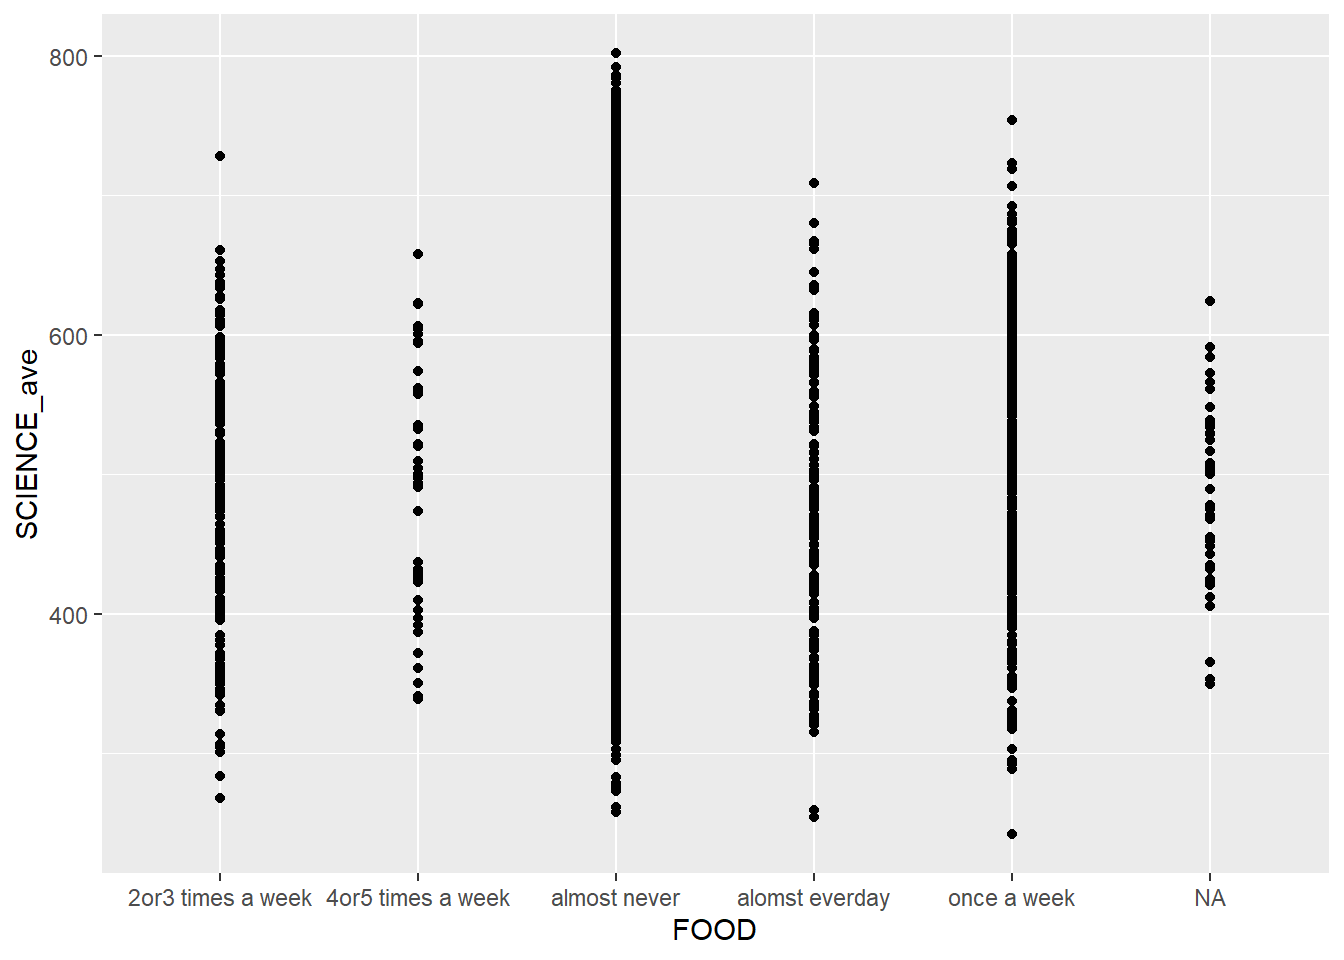 800
600
400
SCIENCE_ave
2or3 times a week 4or5 times a week almost never alomst everday once a week NA
FOOD